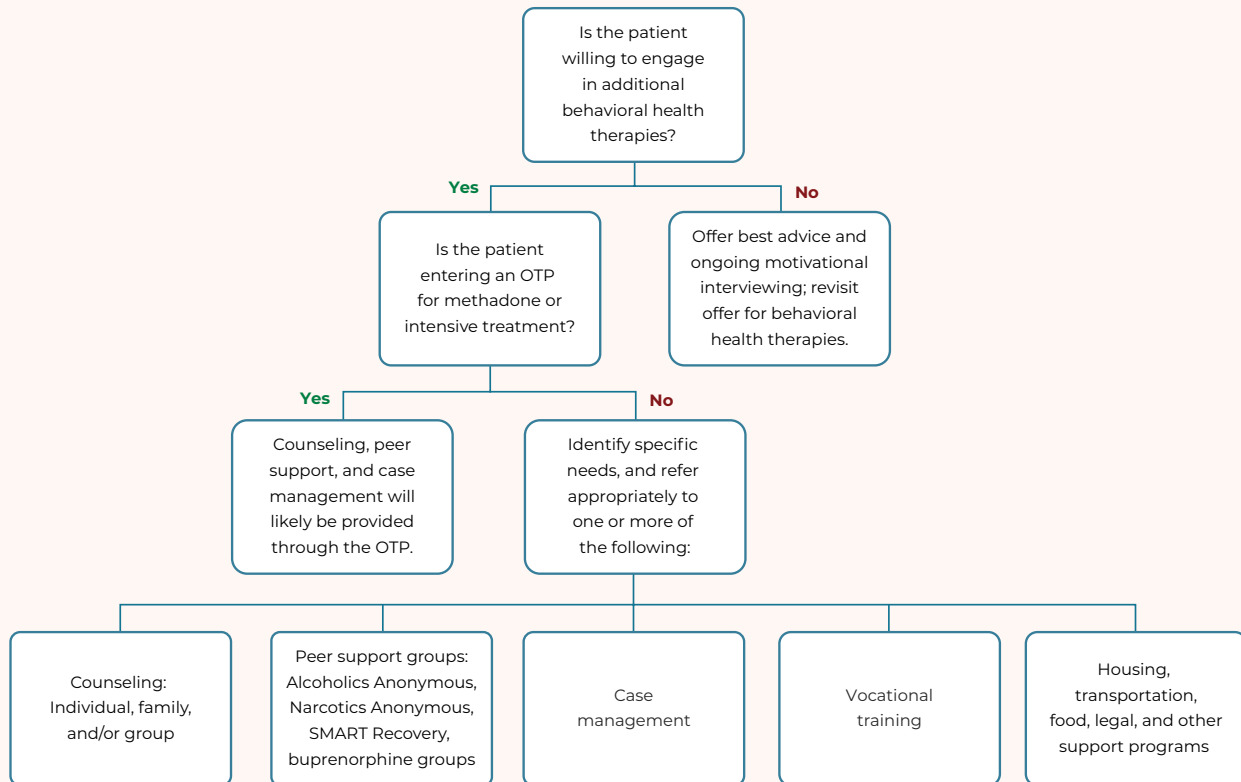 Is the patient
willing to engage
in additional
behavioral health
therapies?
Yes
No
Is the patient
entering an OTP
for methadone or
intensive treatment?
Offer best advice and
ongoing motivational
interviewing; revisit
offer for behavioral
health therapies.
Yes
No
Counseling, peer
support, and case
management will
likely be provided
through the OTP.
Identify specific
needs, and refer
appropriately to
one or more of
the following:
Counseling:
Individual, family,
and/or group
Peer support groups:
Alcoholics Anonymous,
Narcotics Anonymous,
SMART Recovery,
buprenorphine groups
Case
management
Vocational
training
Housing,
transportation,
food, legal, and other
support programs